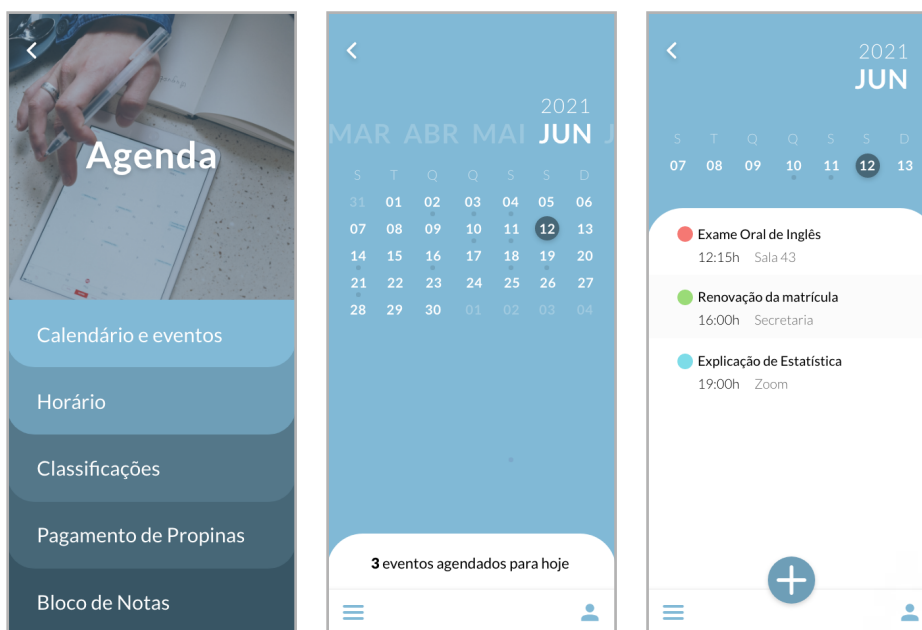 Agenda
Calendário e eventos
Horário
Classificações
Pagamento de Propinas
Bloco de Notas
2021
MAR ABR MAI JUN J
S T Q Q S S D
31 01 02 03 04 05 06
07 08 09 10 11 12 13
14 15 16 17 18 19 20
21 22 23 24 25 26 27
28 29 30 01 02 03 04
3 eventos agendados para hoje
2021
JUN
S T Q Q S S D
07 08 09 10 11 12 13
Exame Oral de Inglês
12:15h Sala 43
Renovação da matrícula
16:00h Secretaria
Explicação de Estatística
19:00h Zoom